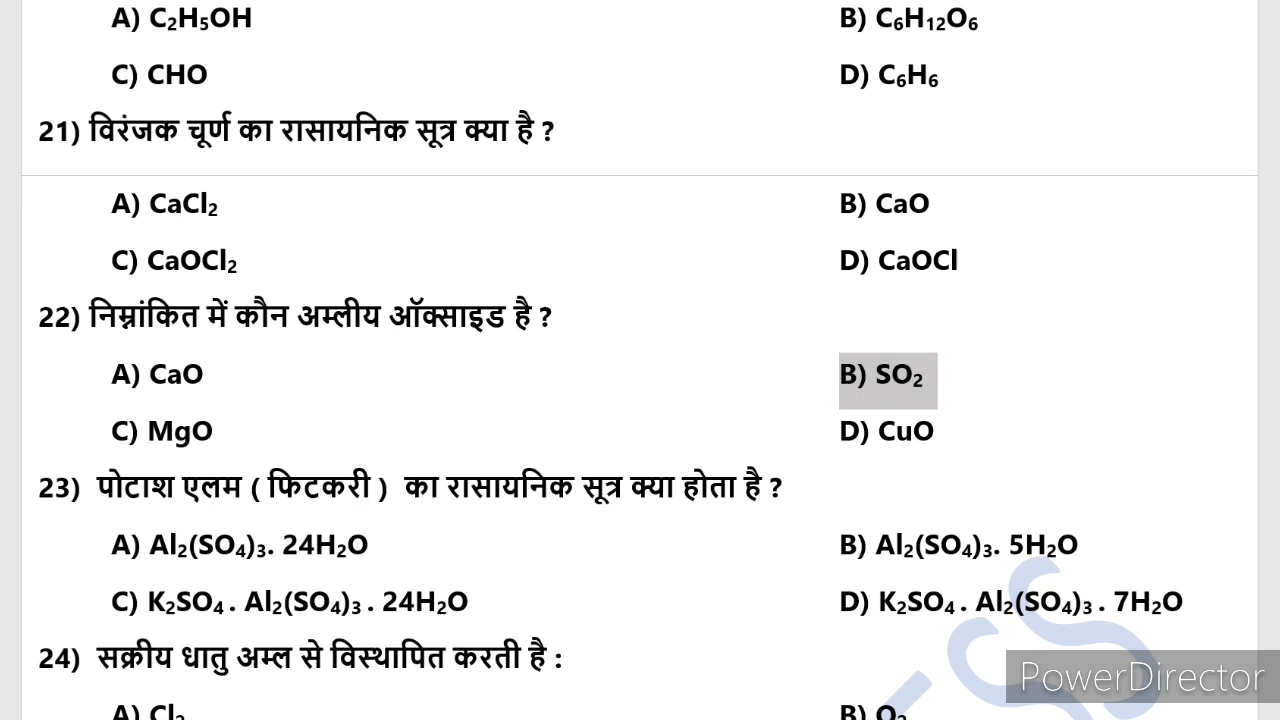 A) C₂H₅OH B) C₆H₁₂O₆
C) CHO D) C₆H₆
21) विरंजक चूर्ण का रासायनिक सूत्र क्या है ?
A) CaCl₂ B) CaO
C) CaOCl₂ D) CaOCl
22) निम्नांकित में कौन अम्लीय ऑक्साइड है ?
A) CaO B) SO₂
C) MgO D) CuO
23) पोटाश एलम ( फिटकरी ) का रासायनिक सूत्र क्या होता है ?
A) Al₂(SO₄)₃. 24H₂O B) Al₂(SO₄)₃. 5H₂O
C) K₂SO₄ . Al₂(SO₄)₃ . 24H₂O D) K₂SO₄ . Al₂(SO₄)₃ . 7H₂O
24) सक्रीय धातु अम्ल से विस्थापित करती है :
A) Cl₂ B) O₂
PowerDirector